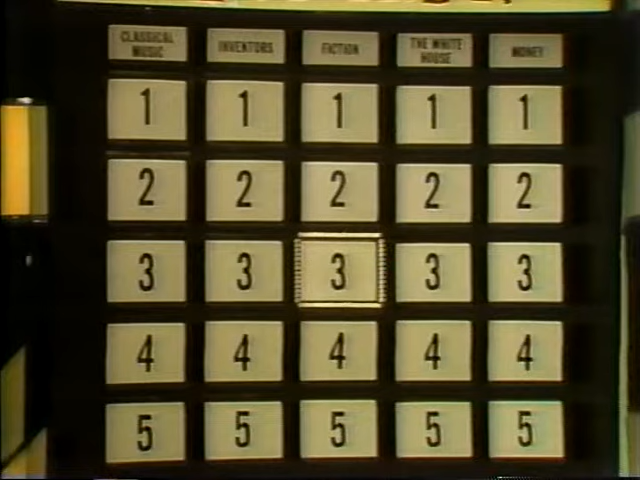 CLASSICAL MUSIC
INVENTORS
FICTION
THE WHITE HOUSE
MONEY
1 1 1 1 1
2 2 2 2 2
3 3 3 3 3
4 4 4 4 4
5 5 5 5 5